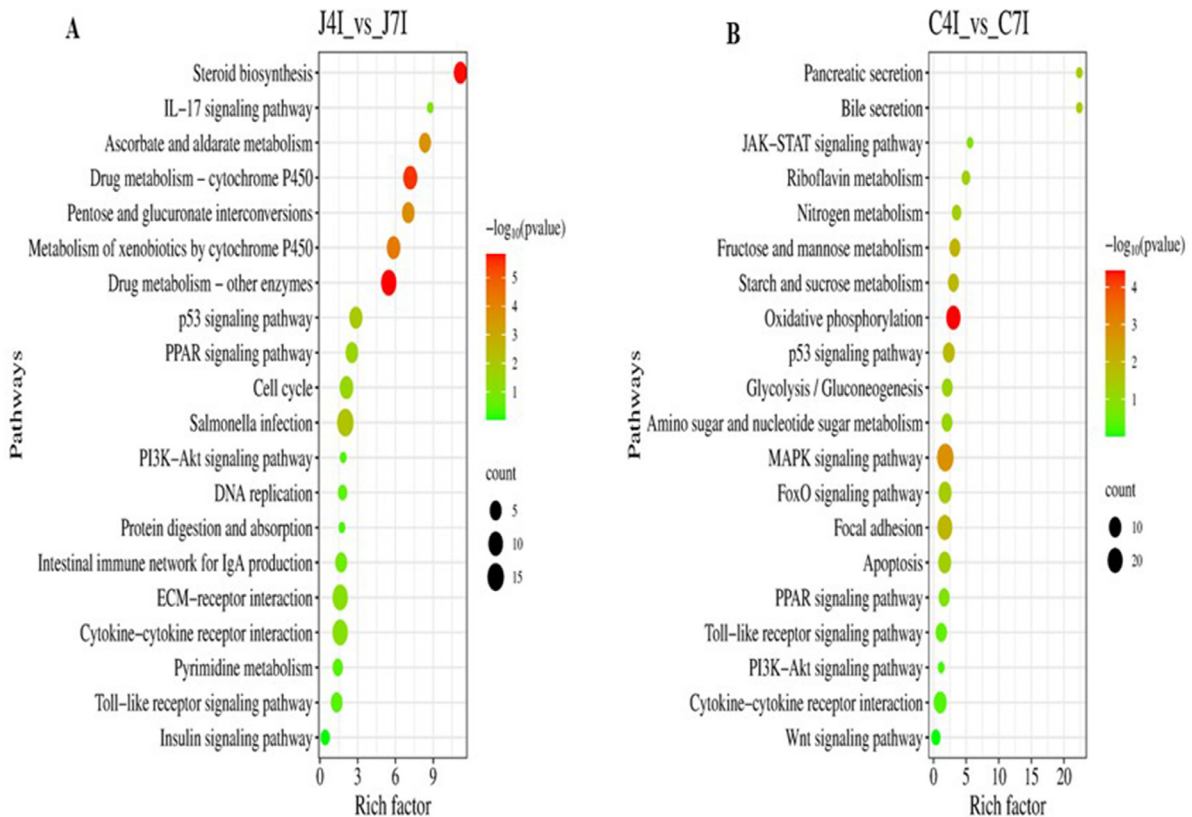 A
J4I_vs_J7I
Steroid biosynthesis
IL-17 signaling pathway
Ascorbate and aldarate metabolism
Drug metabolism - cytochrome P450
Pentose and glucuronate interconversions
Metabolism of xenobiotics by cytochrome P450
Drug metabolism - other enzymes
p53 signaling pathway
PPAR signaling pathway
Cell cycle
Salmonella infection
PI3K-Akt signaling pathway
DNA replication
Protein digestion and absorption
Intestinal immune network for IgA production
ECM-receptor interaction
Cytokine-cytokine receptor interaction
Pyrimidine metabolism
Toll-like receptor signaling pathway
Insulin signaling pathway
Pathways
0 3 6 9
Rich factor
-log₁₀(pvalue)
5
4
3
2
1
count
5
10
15
B
C4I_vs_C7I
Pancreatic secretion
Bile secretion
JAK-STAT signaling pathway
Riboflavin metabolism
Nitrogen metabolism
Fructose and mannose metabolism
Starch and sucrose metabolism
Oxidative phosphorylation
p53 signaling pathway
Glycolysis / Gluconeogenesis
Amino sugar and nucleotide sugar metabolism
MAPK signaling pathway
FoxO signaling pathway
Focal adhesion
Apoptosis
PPAR signaling pathway
Toll-like receptor signaling pathway
PI3K-Akt signaling pathway
Cytokine-cytokine receptor interaction
Wnt signaling pathway
Pathways
0 5 10 15 20
Rich factor
-log₁₀(pvalue)
4
3
2
1
count
10
20